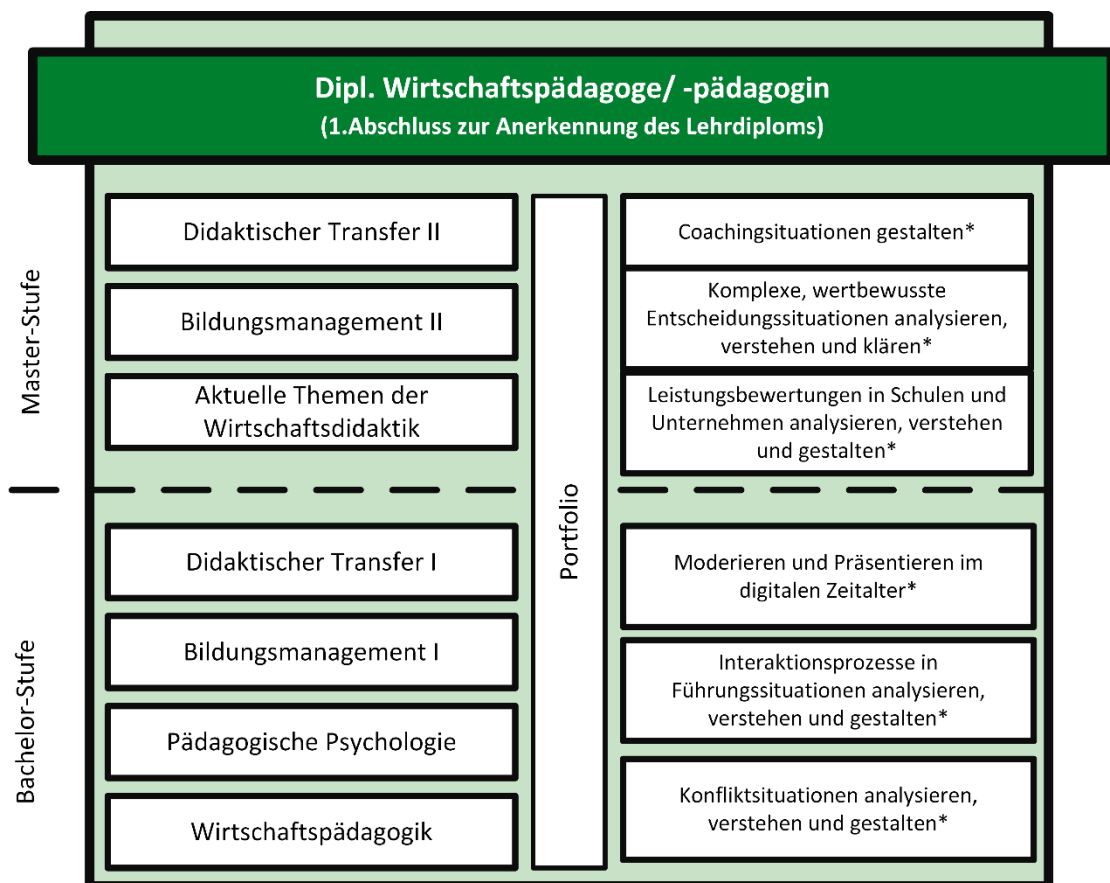 Dipl. Wirtschaftspädagoge/ -pädagogin
(1.Abschluss zur Anerkennung des Lehrdiploms)
Master-Stufe
Didaktischer Transfer II
Bildungsmanagement II
Aktuelle Themen der
Wirtschaftsdidaktik
Portfolio
Coachingsituationen gestalten*
Komplexe, wertbewusste
Entscheidungssituationen analysieren,
verstehen und klären*
Leistungsbewertungen in Schulen und
Unternehmen analysieren, verstehen
und gestalten*
Bachelor-Stufe
Didaktischer Transfer I
Bildungsmanagement I
Pädagogische Psychologie
Wirtschaftspädagogik
Moderieren und Präsentieren im
digitalen Zeitalter*
Interaktionsprozesse in
Führungssituationen analysieren,
verstehen und gestalten*
Konfliktsituationen analysieren,
verstehen und gestalten*